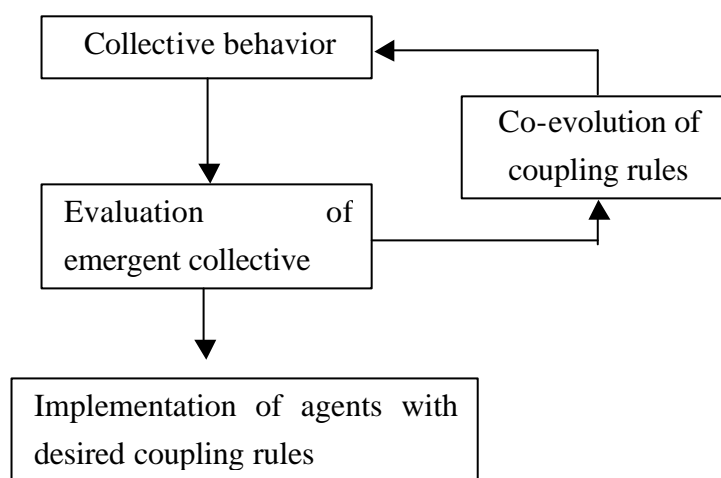 Collective behavior
Co-evolution of
coupling rules
Evaluation of
emergent collective
Implementation of agents with
desired coupling rules